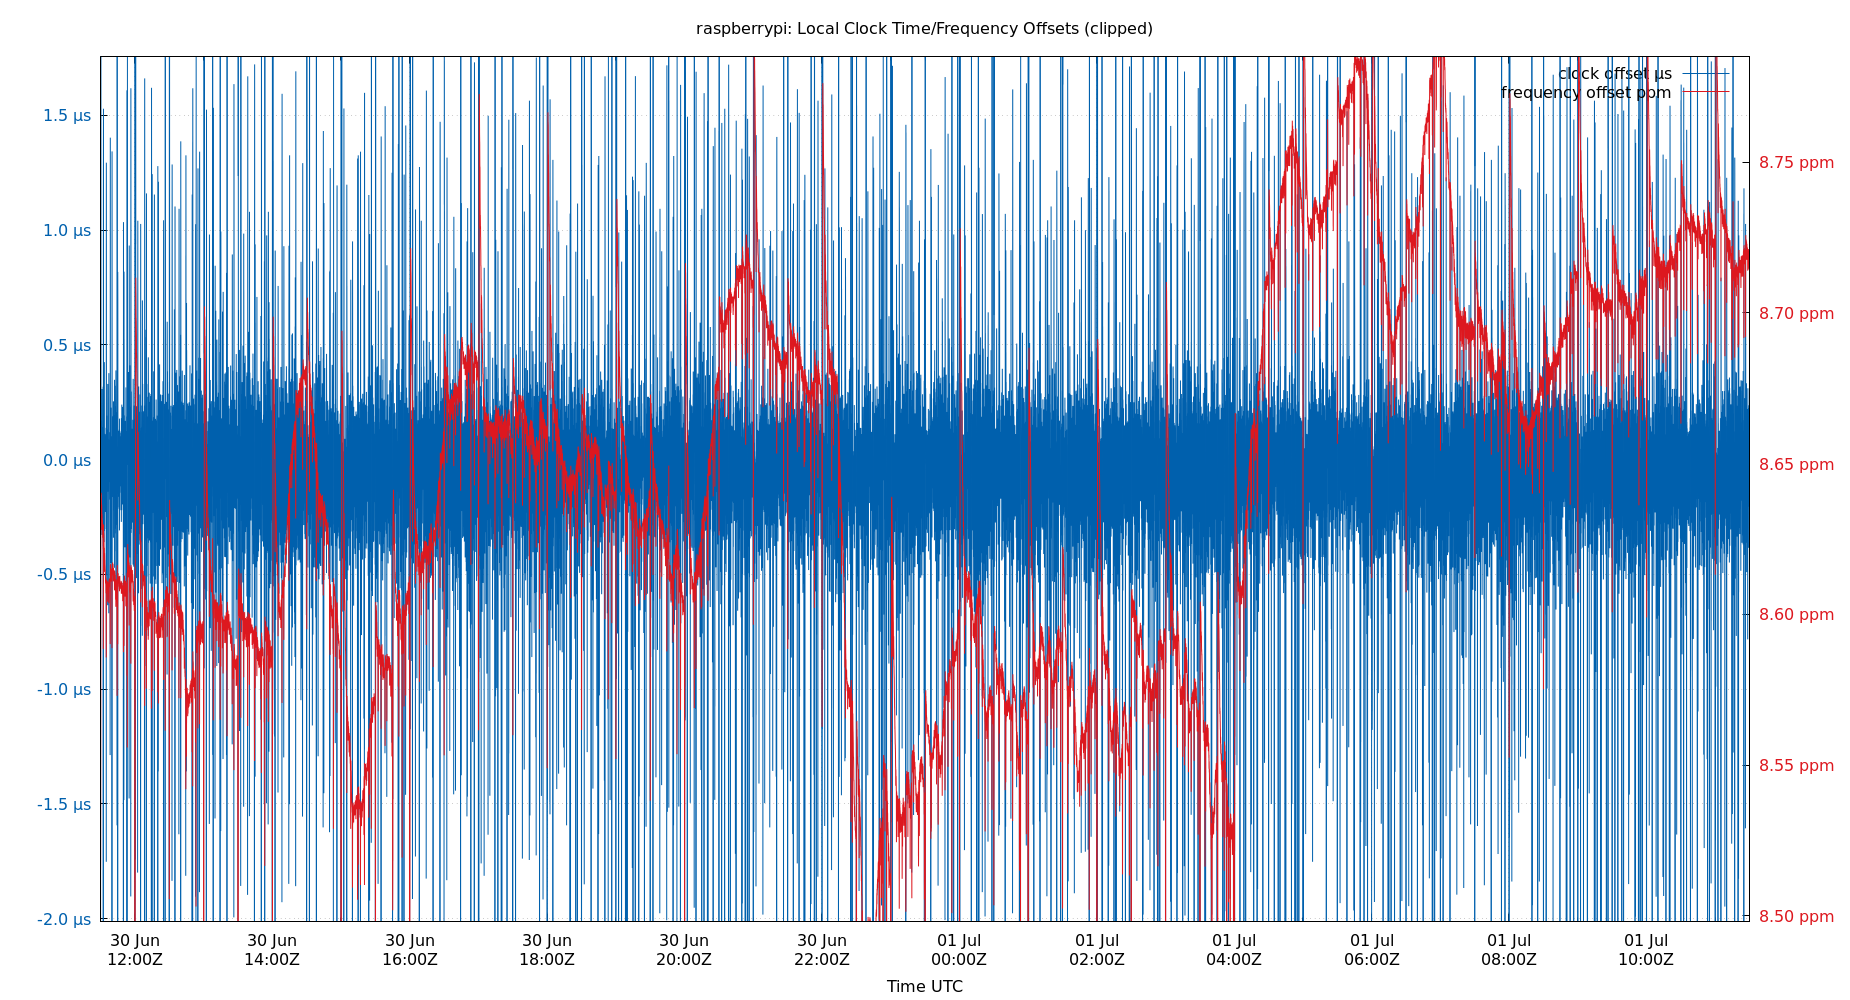 raspberrypi: Local Clock Time/Frequency Offsets (clipped)
clock offset µs
frequency offset ppm
1.5 µs
1.0 µs
0.5 µs
0.0 µs
-0.5 µs
-1.0 µs
-1.5 µs
-2.0 µs
8.75 ppm
8.70 ppm
8.65 ppm
8.60 ppm
8.55 ppm
8.50 ppm
30 Jun 30 Jun 30 Jun 30 Jun 30 Jun 30 Jun 01 Jul 01 Jul 01 Jul 01 Jul 01 Jul 01 Jul
12:00Z 14:00Z 16:00Z 18:00Z 20:00Z 22:00Z 00:00Z 02:00Z 04:00Z 06:00Z 08:00Z 10:00Z
Time UTC